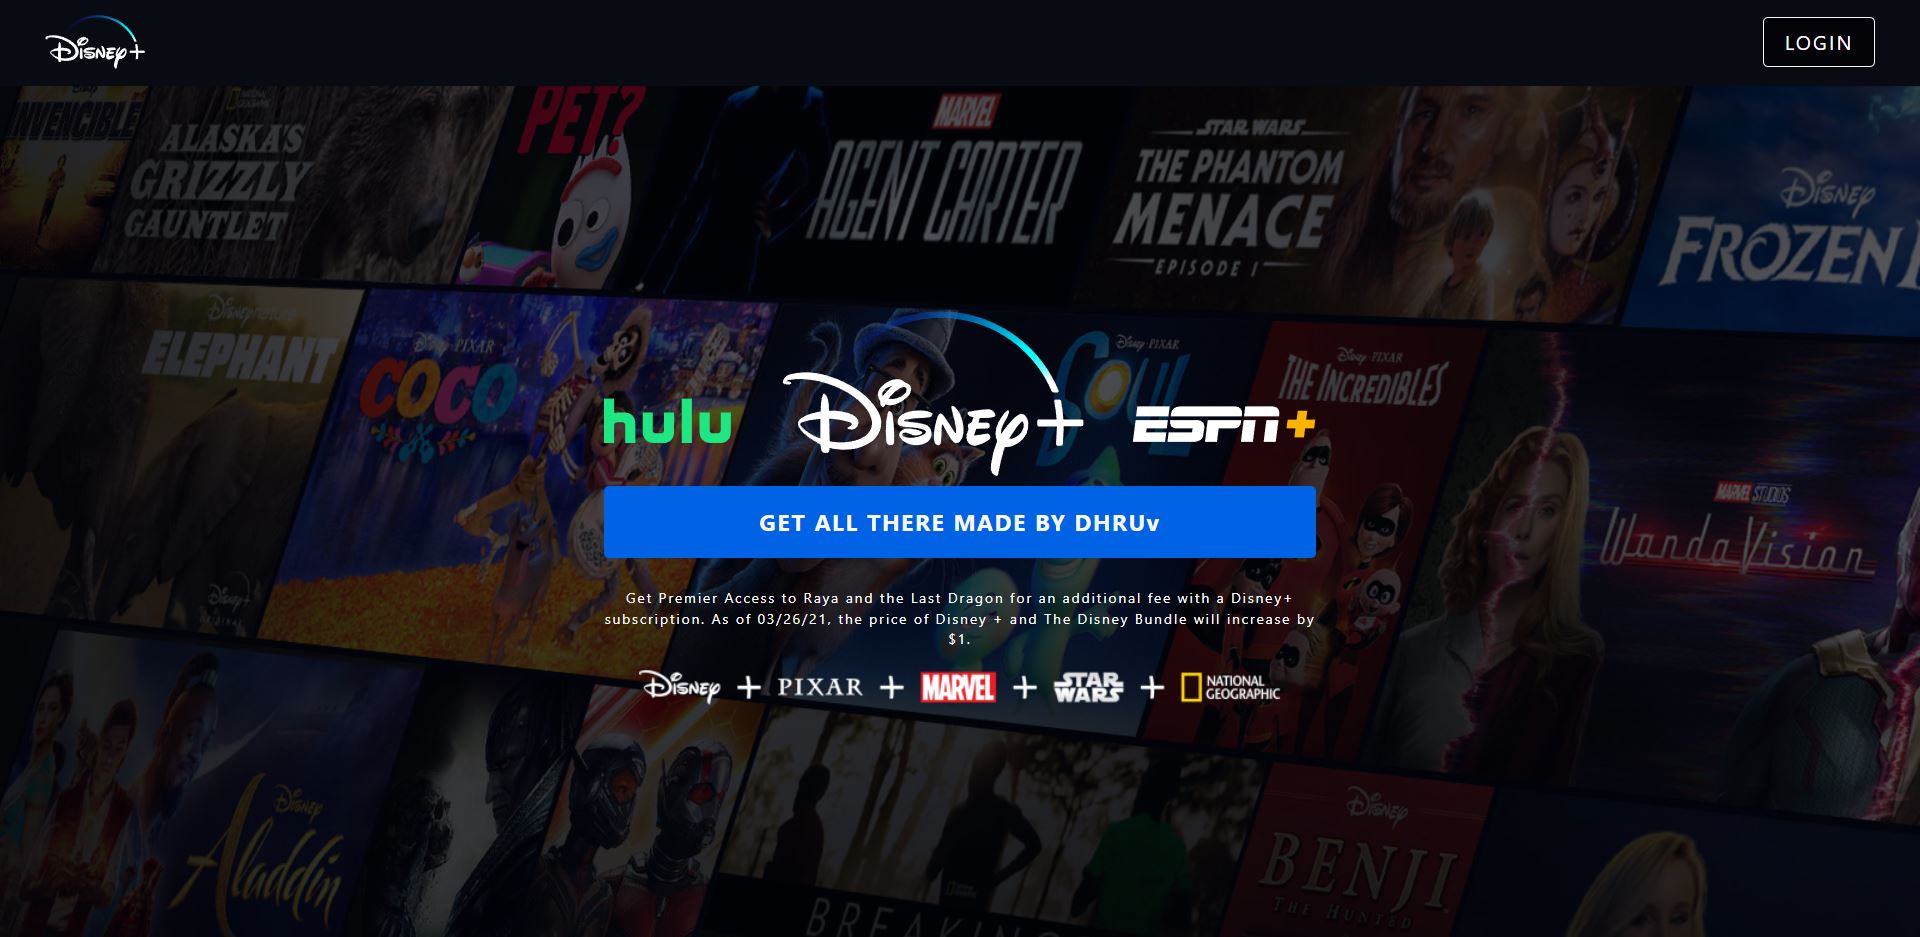 Disney+
LOGIN
INVENCIBLE
NATIONAL GEOGRAPHIC
ALASKA'S
GRIZZLY
GAUNTLET
PET?
MARVEL
AGENT CARTER
STAR WARS
THE PHANTOM
MENACE
EPISODE I
Disney
FROZEN
Disneynature
ELEPHANT
Disney PIXAR
COCO
Disney PIXAR
SOUL
Disney PIXAR
THE INCREDIBLES
hulu
Disney+
ESPN+
MARVEL STUDIOS
WandaVision
GET ALL THERE MADE BY DHRUv
Disney+
ORIGINAL
Get Premier Access to Raya and the Last Dragon for an additional fee with a Disney+
subscription. As of 03/26/21, the price of Disney + and The Disney Bundle will increase by
$1.
Disney + PIXAR + MARVEL + STAR WARS + NATIONAL GEOGRAPHIC
Disney
Aladdin
BREAKING
Disney
BENJI
THE HUNTED